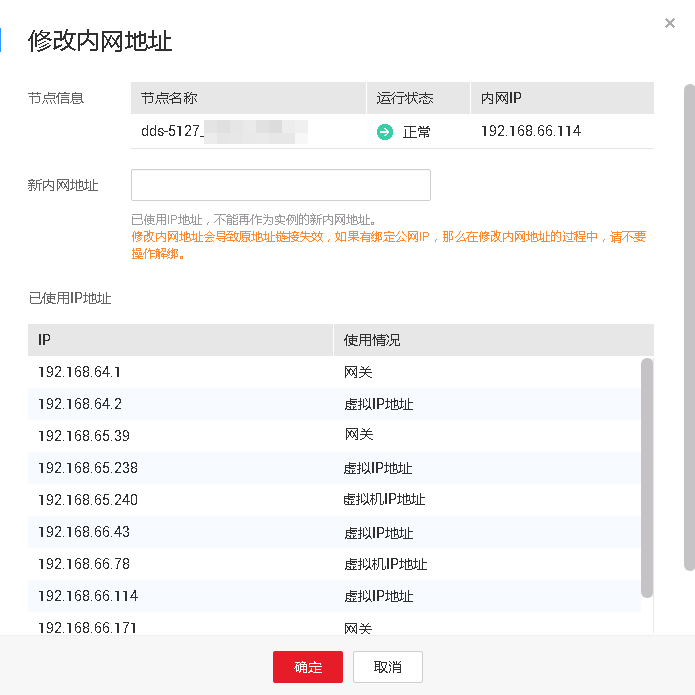 修改内网地址
节点信息
节点名称 运行状态 内网IP
dds-5127_ 正常 192.168.66.114
新内网地址
已使用IP地址，不能再作为实例的新内网地址。
修改内网地址会导致原地址链接失效，如果有绑定公网IP，那么在修改内网地址的过程中，请不要
操作解绑。
已使用IP地址
IP 使用情况
192.168.64.1 网关
192.168.64.2 虚拟IP地址
192.168.65.39 网关
192.168.65.238 虚拟IP地址
192.168.65.240 虚拟机IP地址
192.168.66.43 虚拟IP地址
192.168.66.78 虚拟机IP地址
192.168.66.114 虚拟IP地址
192.168.66.171 网关
确定 取消